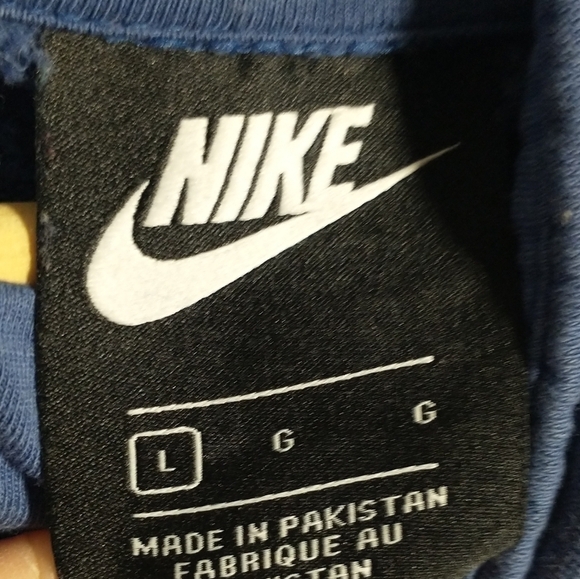 NIKE
L G G
MADE IN PAKISTAN
FABRIQUE AU